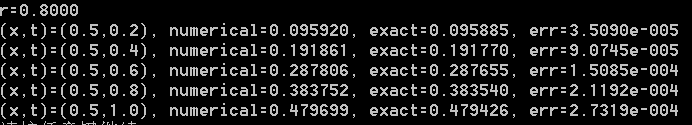 r=0.8000
(x,t)=(0.5,0.2), numerical=0.095920, exact=0.095885, err=3.5090e-005
(x,t)=(0.5,0.4), numerical=0.191861, exact=0.191770, err=9.0745e-005
(x,t)=(0.5,0.6), numerical=0.287806, exact=0.287655, err=1.5085e-004
(x,t)=(0.5,0.8), numerical=0.383752, exact=0.383540, err=2.1192e-004
(x,t)=(0.5,1.0), numerical=0.479699, exact=0.479426, err=2.7319e-004